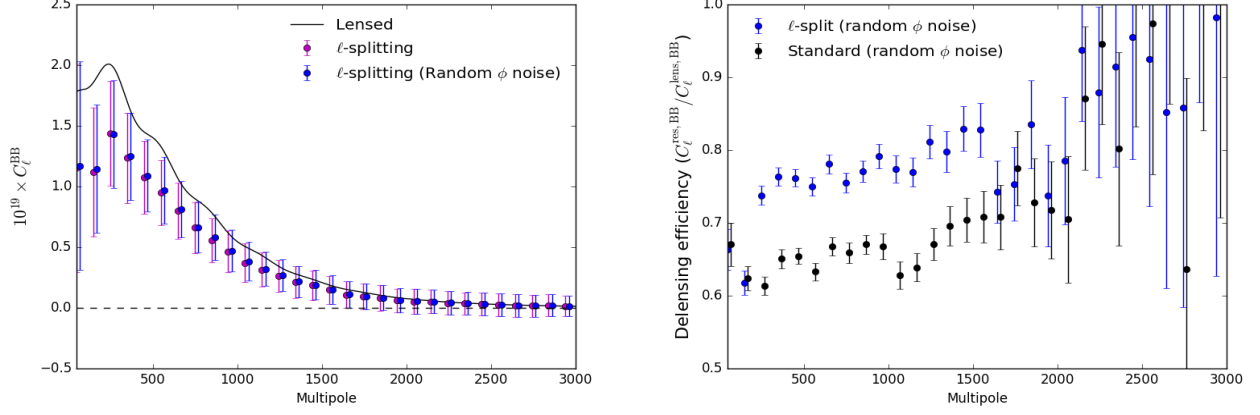 2.5
2.0
1.5
1.0
0.5
0.0
−0.5
10¹⁹ × C_ℓ^BB
Lensed
ℓ-splitting
ℓ-splitting (Random ϕ noise)
500 1000 1500 2000 2500 3000
Multipole
1.0
0.9
0.8
0.7
0.6
0.5
Delensing efficiency (C_ℓ^res,BB/C_ℓ^lens,BB)
ℓ-split (random ϕ noise)
Standard (random ϕ noise)
500 1000 1500 2000 2500 3000
Multipole